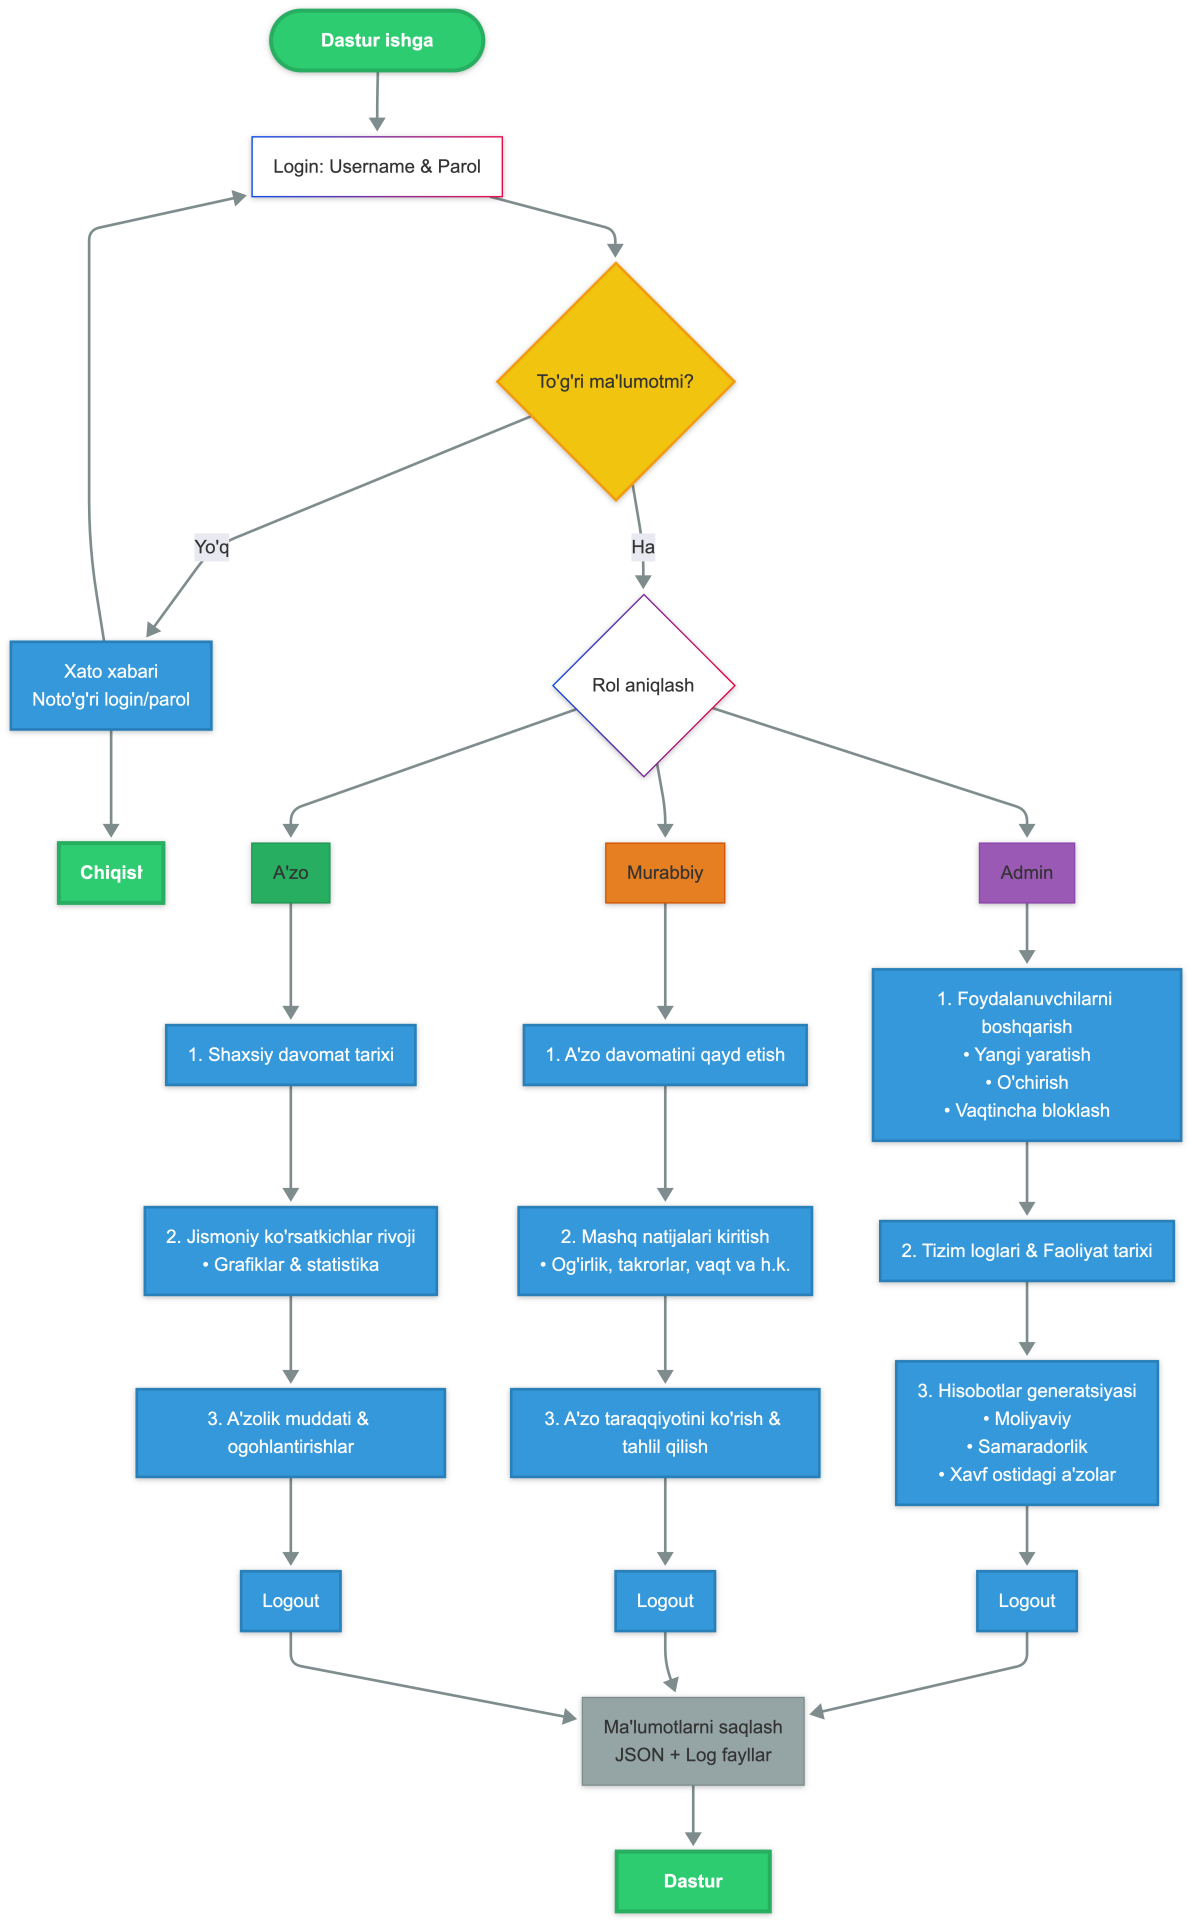 Dastur ishga
Login: Username & Parol
To'g'ri ma'lumotmi?
Yo'q
Ha
Xato xabari
Noto'g'ri login/parol
Rol aniqlash
Chiqish
A'zo
Murabbiy
Admin
1. Shaxsiy davomat tarixi
1. A'zo davomatini qayd etish
1. Foydalanuvchilarni
boshqarish
• Yangi yaratish
• O'chirish
• Vaqtincha bloklash
2. Jismoniy ko'rsatkichlar rivoji
• Grafiklar & statistika
2. Mashq natijalari kiritish
• Og'irlik, takrorlar, vaqt va h.k.
2. Tizim loglari & Faoliyat tarixi
3. A'zolik muddati &
ogohlantirishlar
3. A'zo taraqqiyotini ko'rish &
tahlil qilish
3. Hisobotlar generatsiyasi
• Moliyaviy
• Samaradorlik
• Xavf ostidagi a'zolar
Logout
Logout
Logout
Ma'lumotlarni saqlash
JSON + Log fayllar
Dastur